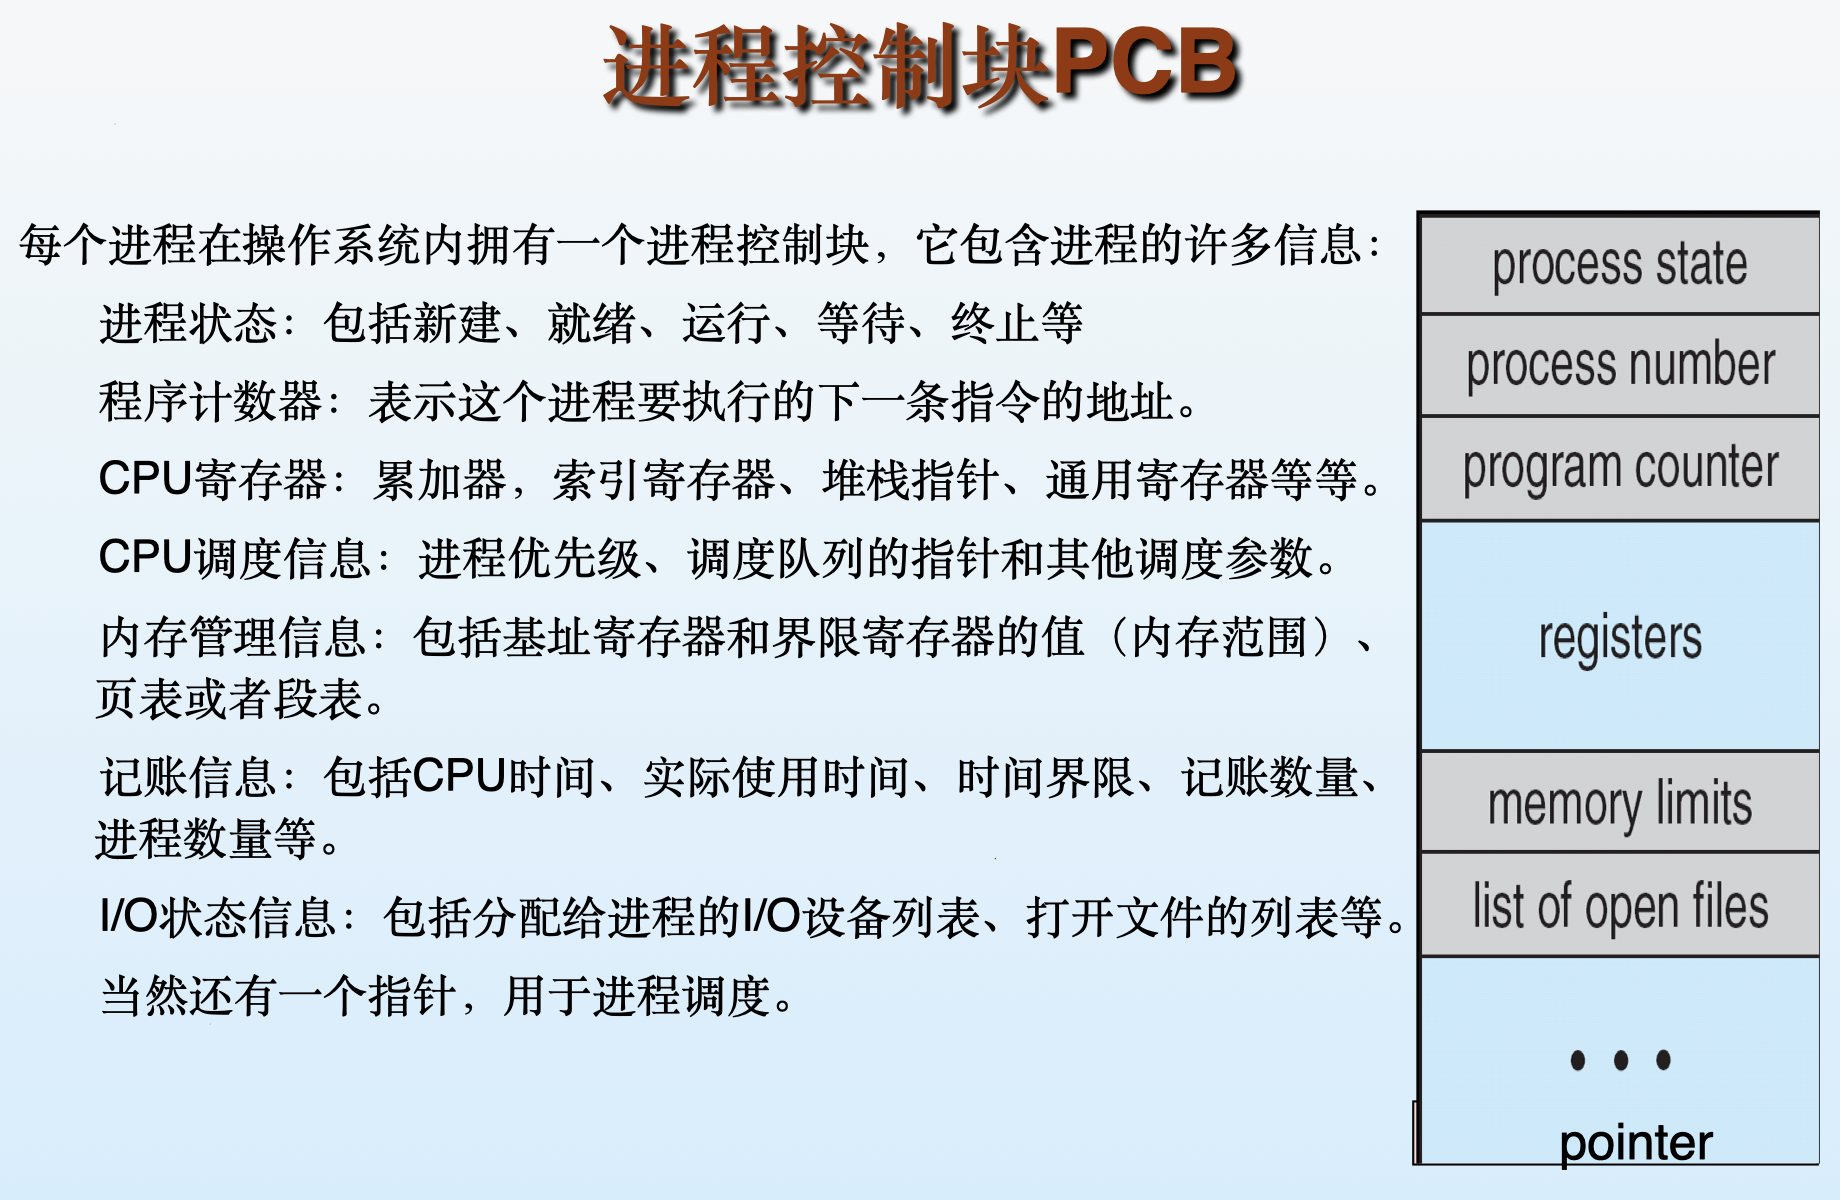 进程控制块PCB
每个进程在操作系统内拥有一个进程控制块，它包含进程的许多信息：
进程状态：包括新建、就绪、运行、等待、终止等
程序计数器：表示这个进程要执行的下一条指令的地址。
CPU寄存器：累加器，索引寄存器、堆栈指针、通用寄存器等等。
CPU调度信息：进程优先级、调度队列的指针和其他调度参数。
内存管理信息：包括基址寄存器和界限寄存器的值（内存范围）、
页表或者段表。
记账信息：包括CPU时间、实际使用时间、时间界限、记账数量、
进程数量等。
I/O状态信息：包括分配给进程的I/O设备列表、打开文件的列表等。
当然还有一个指针，用于进程调度。
process state
process number
program counter
registers
memory limits
list of open files
• • •
pointer